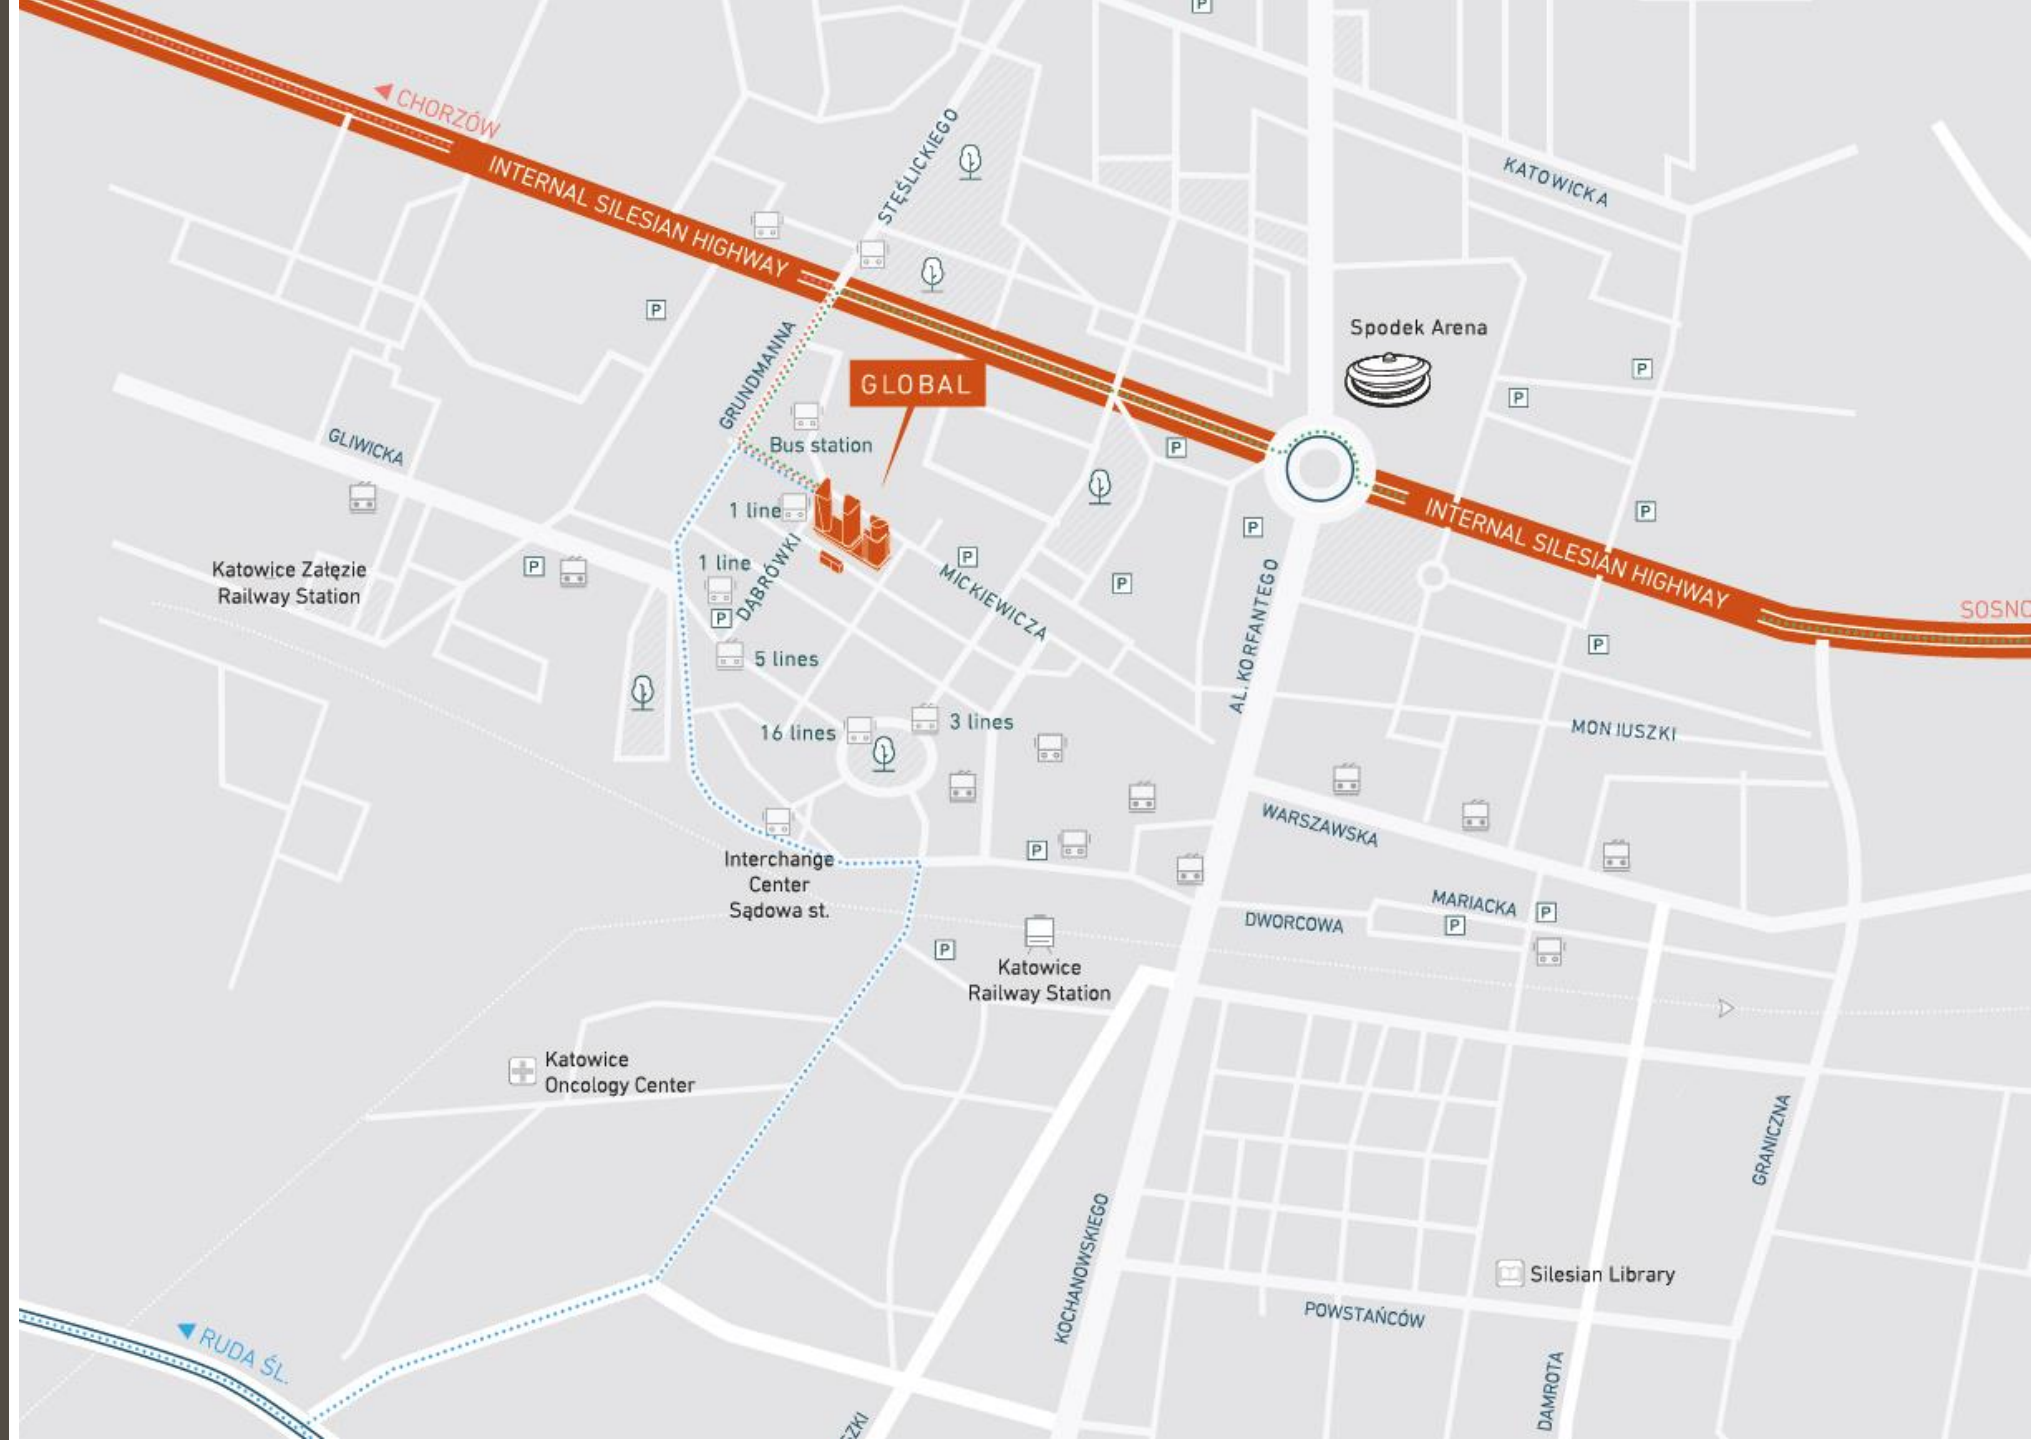 P
CHORZÓW
INTERNAL SILESIAN HIGHWAY
STĘŚLICKIEGO
KATOWICKA
P
Spodek Arena
GRUNDMANNA
GLOBAL
P
P
GLIWICKA
Bus station
P
1 line
P
P
INTERNAL SILESIAN HIGHWAY
Katowice Załęzie
Railway Station
P
1 line
DĄBRÓWKI
P
P
MICKIEWICZA
P
AL. KORFANTEGO
SOSNO
P
5 lines
16 lines
3 lines
MONIUSZKI
WARSZAWSKA
Interchange
Center
Sądowa st.
P
DWORCOWA
MARIACKA
P
P
P
Katowice
Railway Station
Katowice
Oncology Center
GRANICZNA
KOCHANOWSKIEGO
Silesian Library
POWSTAŃCÓW
RUDA ŚL.
DAMROTA
SZKI